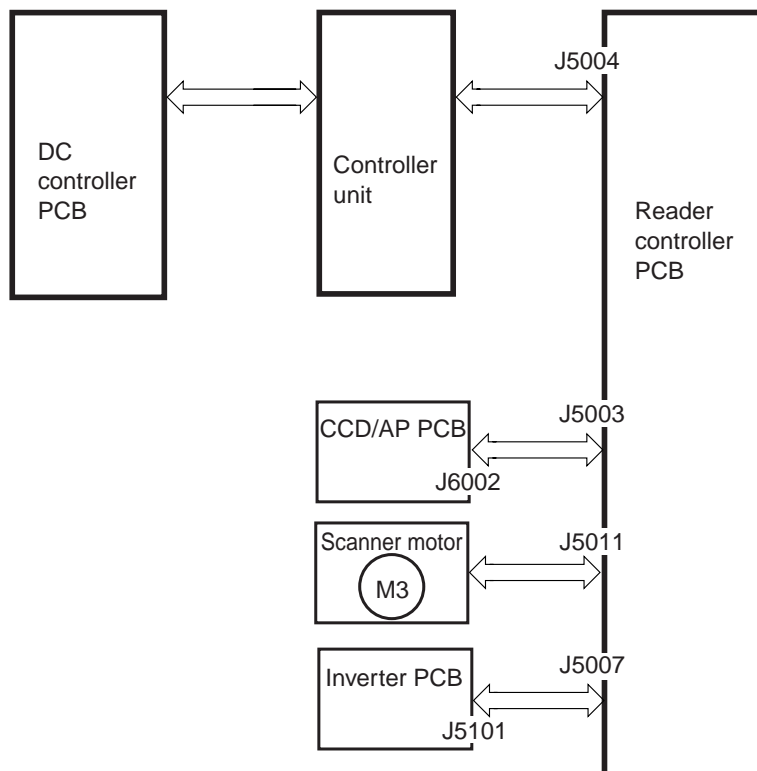 J5004
DC
controller
PCB
Controller
unit
Reader
controller
PCB
CCD/AP PCB
J5003
J6002
Scanner motor
J5011
M3
Inverter PCB
J5007
J5101